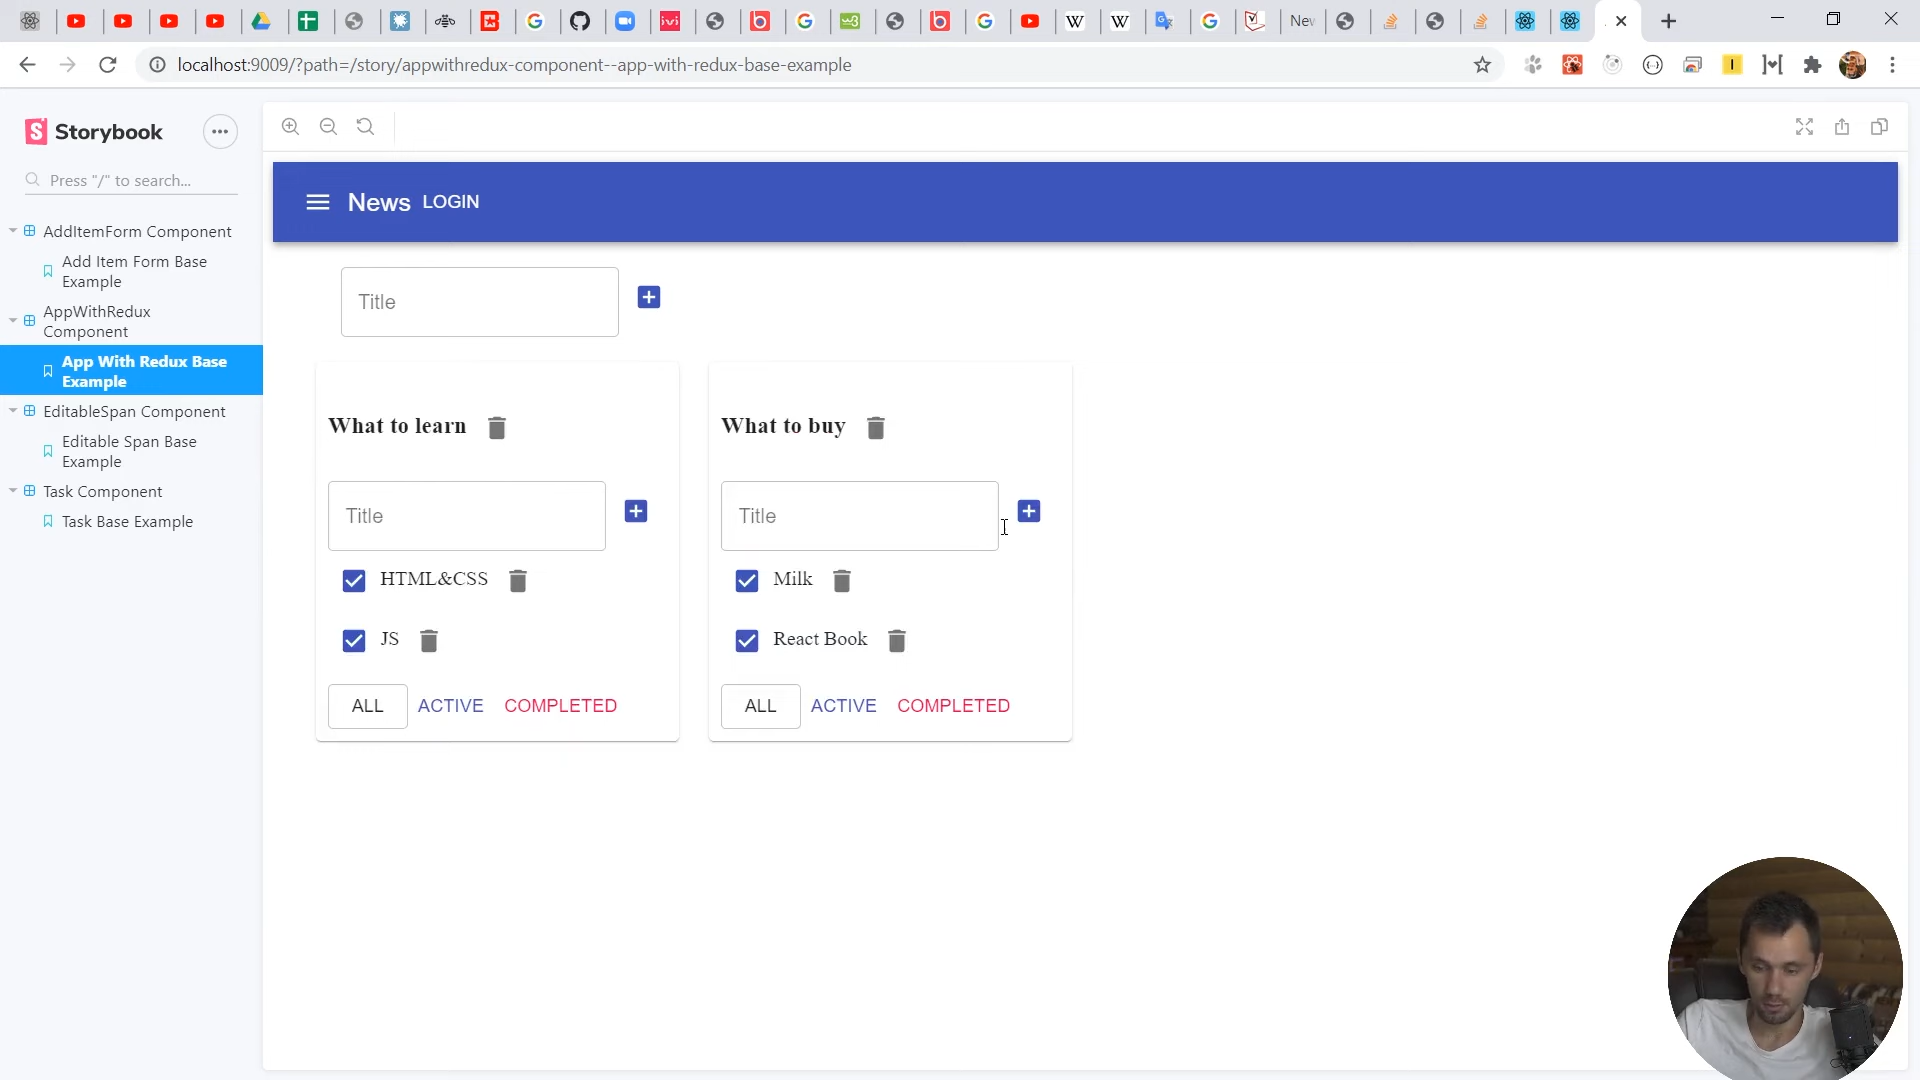 New
localhost:9009/?path=/story/appwithredux-component--app-with-redux-base-example
Storybook
Press "/" to search...
AddItemForm Component
Add Item Form Base
Example
AppWithRedux
Component
App With Redux Base
Example
EditableSpan Component
Editable Span Base
Example
Task Component
Task Base Example
News LOGIN
Title
What to learn
Title
HTML&CSS
JS
ALL ACTIVE COMPLETED
What to buy
Title
Milk
React Book
ALL ACTIVE COMPLETED